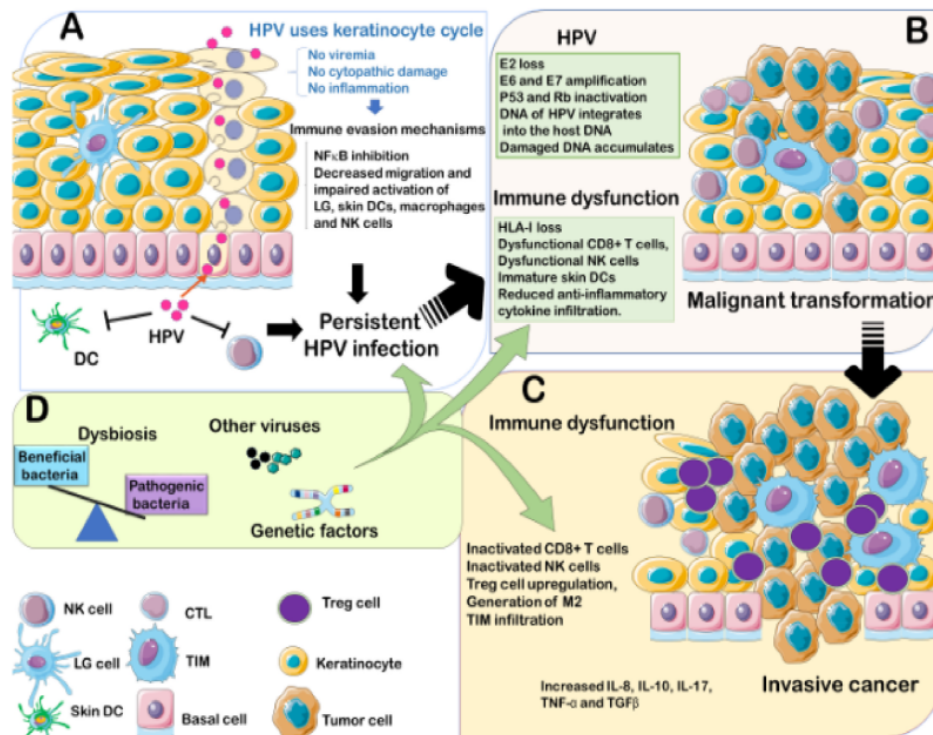 A
HPV uses keratinocyte cycle
No viremia
No cytopathic damage
No inflammation
Immune evasion mechanisms
NFκB inhibition
Decreased migration and
impaired activation of
LG, skin DCs, macrophages
and NK cells
DC
HPV
Persistent
HPV infection
B
HPV
E2 loss
E6 and E7 amplification
P53 and Rb inactivation
DNA of HPV integrates
into the host DNA
Damaged DNA accumulates
Immune dysfunction
HLA-I loss
Dysfunctional CD8+ T cells,
Dysfunctional NK cells
Immature skin DCs
Reduced anti-inflammatory
cytokine infiltration.
Malignant transformation
C
Immune dysfunction
Inactivated CD8+ T cells
Inactivated NK cells
Treg cell upregulation,
Generation of M2
TIM infiltration
Increased IL-8, IL-10, IL-17,
TNF-α and TGFβ
Invasive cancer
D
Dysbiosis
Beneficial
bacteria
Pathogenic
bacteria
Other viruses
Genetic factors
NK cell
CTL
Treg cell
LG cell
TIM
Keratinocyte
Skin DC
Basal cell
Tumor cell